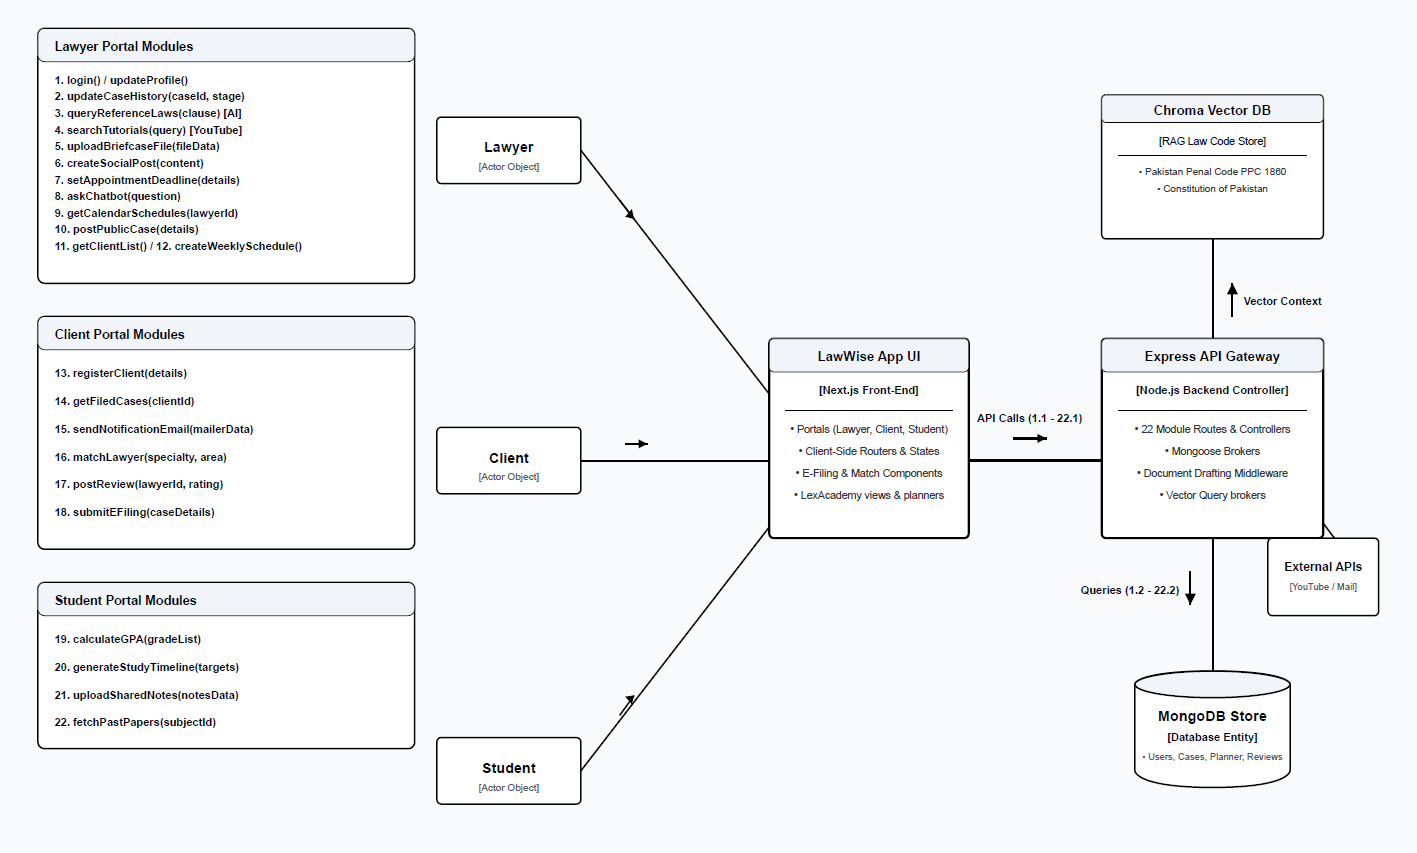 Lawyer Portal Modules
1. login() / updateProfile()
2. updateCaseHistory(caseId, stage)
3. queryReferenceLaws(clause) [AI]
4. searchTutorials(query) [YouTube]
5. uploadBriefcaseFile(fileData)
6. createSocialPost(content)
7. setAppointmentDeadline(details)
8. askChatbot(question)
9. getCalendarSchedules(lawyerId)
10. postPublicCase(details)
11. getClientList() / 12. createWeeklySchedule()
Client Portal Modules
13. registerClient(details)
14. getFiledCases(clientId)
15. sendNotificationEmail(mailerData)
16. matchLawyer(specialty, area)
17. postReview(lawyerId, rating)
18. submitEFiling(caseDetails)
Student Portal Modules
19. calculateGPA(gradeList)
20. generateStudyTimeline(targets)
21. uploadSharedNotes(notesData)
22. fetchPastPapers(subjectId)
Lawyer
[Actor Object]
Client
[Actor Object]
Student
[Actor Object]
LawWise App UI
[Next.js Front-End]
• Portals (Lawyer, Client, Student)
• Client-Side Routers & States
• E-Filing & Match Components
• LexAcademy views & planners
API Calls (1.1 - 22.1)
Chroma Vector DB
[RAG Law Code Store]
• Pakistan Penal Code PPC 1860
• Constitution of Pakistan
Vector Context
Express API Gateway
[Node.js Backend Controller]
• 22 Module Routes & Controllers
• Mongoose Brokers
• Document Drafting Middleware
• Vector Query brokers
External APIs
[YouTube / Mail]
Queries (1.2 - 22.2)
MongoDB Store
[Database Entity]
• Users, Cases, Planner, Reviews